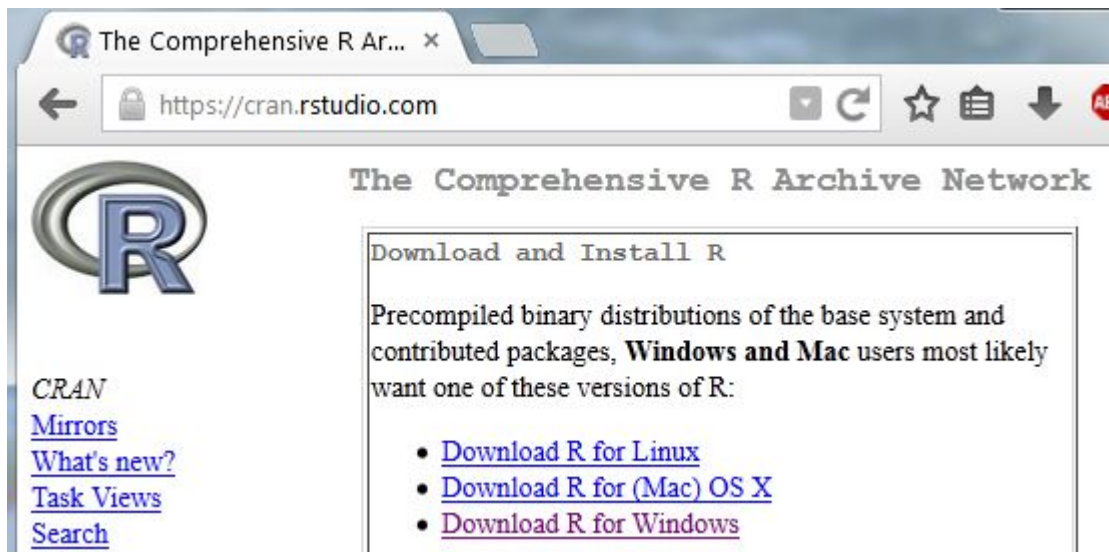 The Comprehensive R Ar... ×
https://cran.rstudio.com
R
The Comprehensive R Archive Network
CRAN
Mirrors
What's new?
Task Views
Search
Download and Install R
Precompiled binary distributions of the base system and
contributed packages, Windows and Mac users most likely
want one of these versions of R:
• Download R for Linux
• Download R for (Mac) OS X
• Download R for Windows